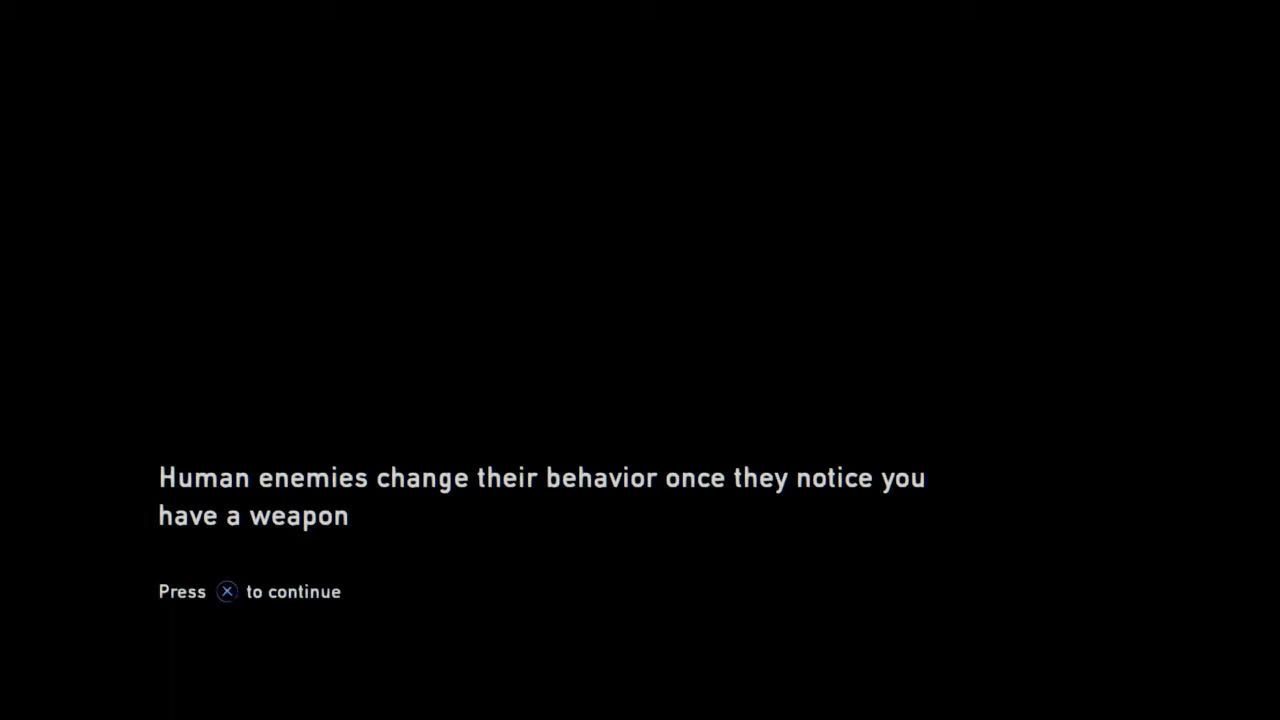 Human enemies change their behavior once they notice you
have a weapon
Press ⓧ to continue